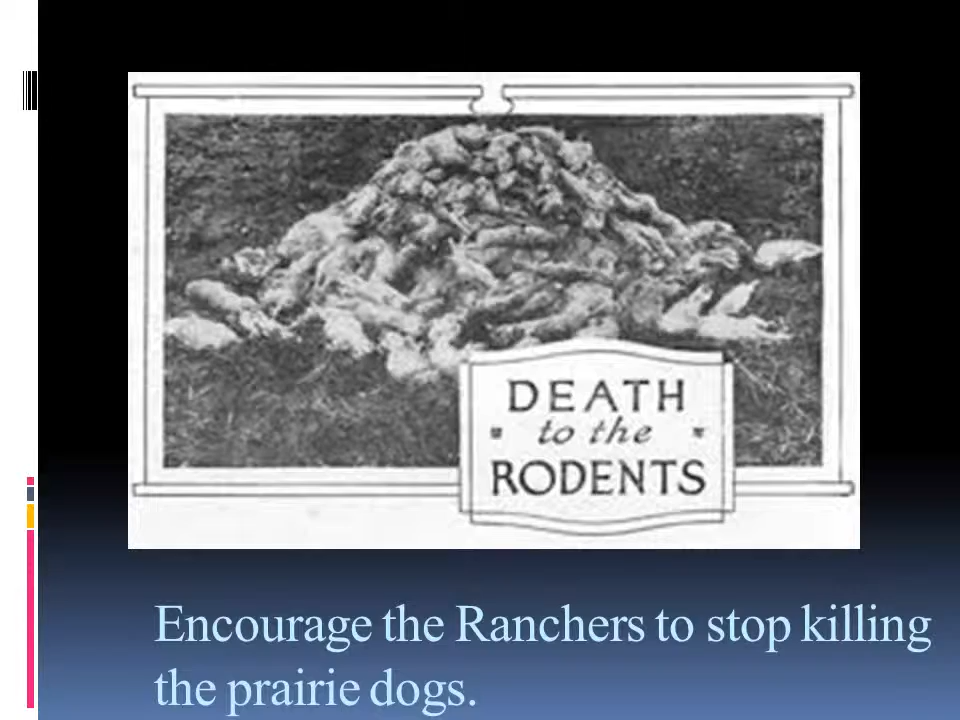 DEATH
to the
RODENTS
Encourage the Ranchers to stop killing
the prairie dogs.